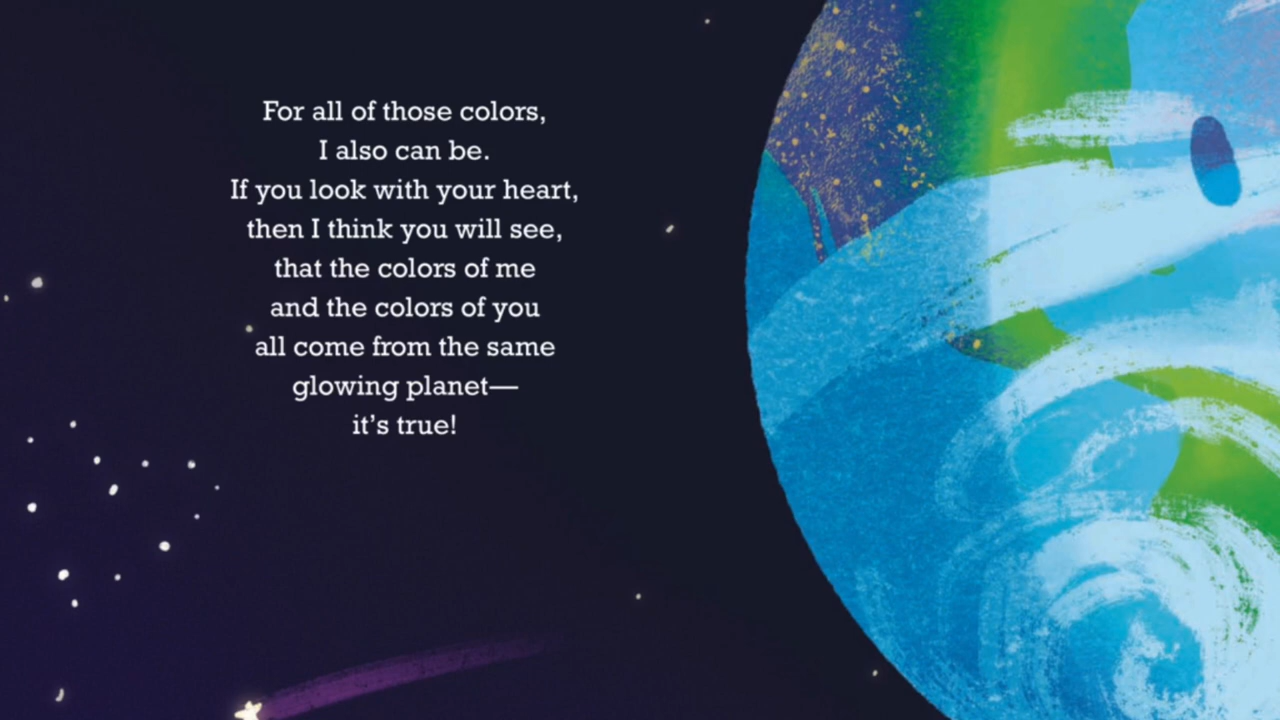 For all of those colors,
I also can be.
If you look with your heart,
then I think you will see,
that the colors of me
and the colors of you
all come from the same
glowing planet—
it’s true!